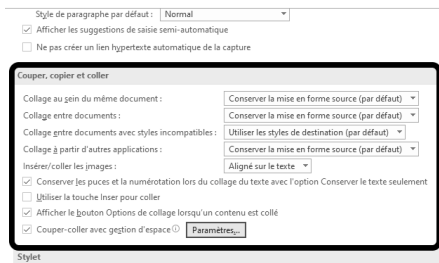 Style de paragraphe par défaut : Normal
Afficher les suggestions de saisie semi-automatique
Ne pas créer un lien hypertexte automatique de la capture
Couper, copier et coller
Collage au sein du même document : Conserver la mise en forme source (par défaut)
Collage entre documents : Conserver la mise en forme source (par défaut)
Collage entre documents avec styles incompatibles : Utiliser les styles de destination (par défaut)
Collage à partir d'autres applications : Conserver la mise en forme source (par défaut)
Insérer/coller les images : Aligné sur le texte
Conserver les puces et la numérotation lors du collage du texte avec l'option Conserver le texte seulement
Utiliser la touche Inser pour coller
Afficher le bouton Options de collage lorsqu'un contenu est collé
Couper-coller avec gestion d'espace Paramètres...
Stylet